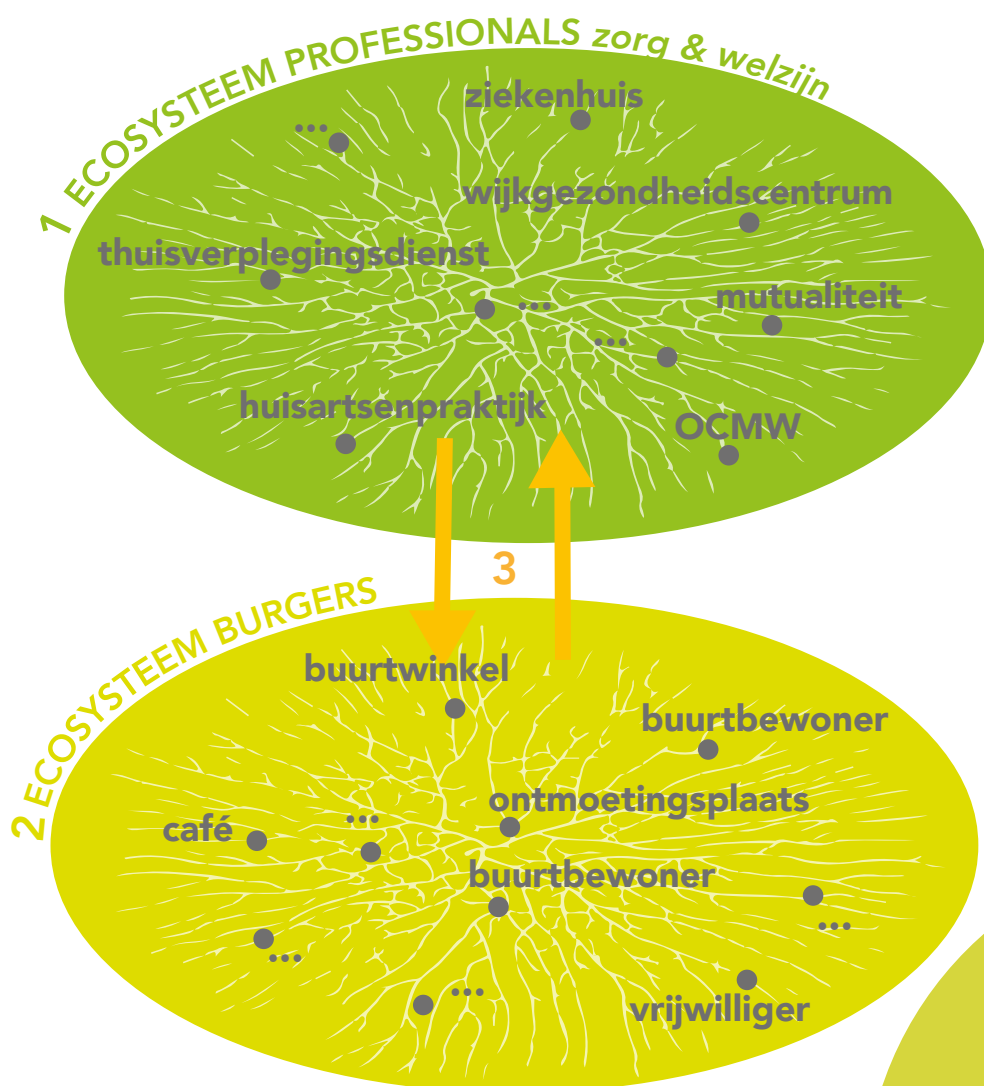 1 ECOSYSTEEM PROFESSIONALS zorg & welzijn
ziekenhuis
...
wijkgezondheidscentrum
thuisverplegingsdienst
mutualiteit
...
...
huisartsenpraktijk
OCMW
3
2 ECOSYSTEEM BURGERS
buurtwinkel
buurtbewoner
ontmoetingsplaats
...
café
buurtbewoner
...
...
...
vrijwilliger